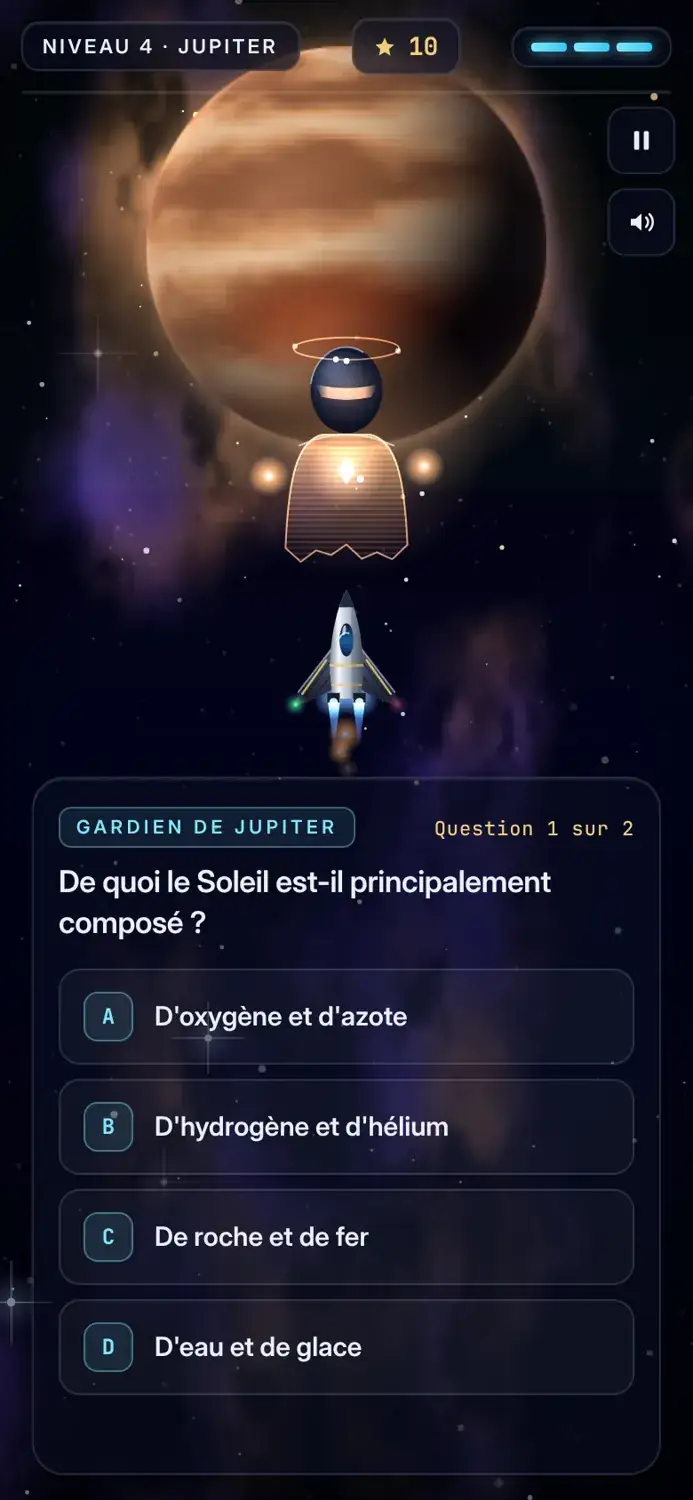 NIVEAU 4 · JUPITER
★ 10
GARDIEN DE JUPITER
Question 1 sur 2
De quoi le Soleil est-il principalement
composé ?
A D'oxygène et d'azote
B D'hydrogène et d'hélium
C De roche et de fer
D D'eau et de glace